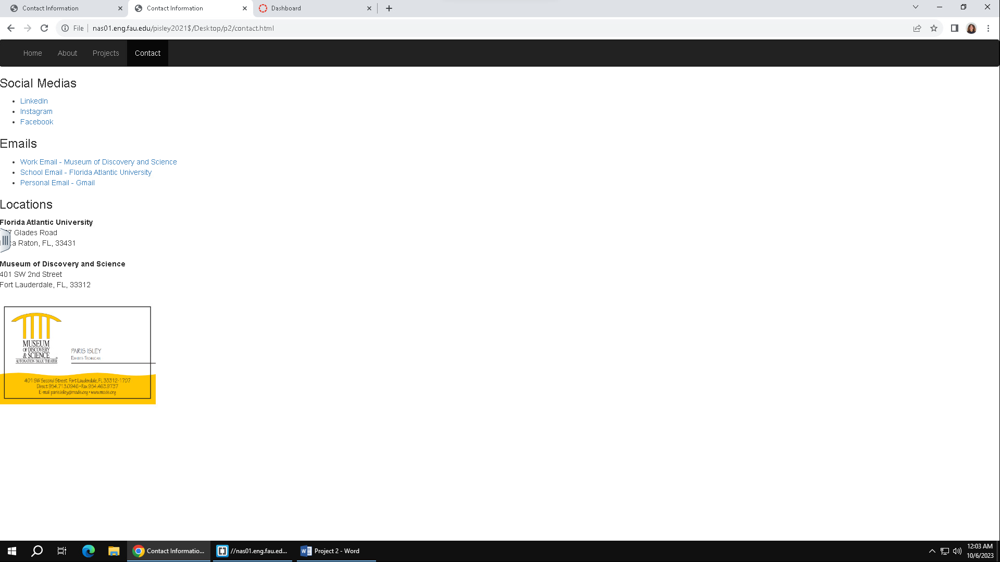 Contact Information
Contact Information
Dashboard
File
nas01.eng.fau.edu/pisley2021$/Desktop/p2/contact.html
Home About Projects Contact
Social Medias
LinkedIn
Instagram
Facebook
Emails
Work Email - Museum of Discovery and Science
School Email - Florida Atlantic University
Personal Email - Gmail
Locations
Florida Atlantic University
7 Glades Road
ca Raton, FL, 33431
Museum of Discovery and Science
401 SW 2nd Street
Fort Lauderdale, FL, 33312
MUSEUM
OF DISCOVERY
& SCIENCE
AUTONATION IMAX THEATER
PARIS ISLEY
EXHIBITS TECHNICIAN
401 SW Second Street Fort Lauderdale, FL 33312-1707
Direct 954.713.0946 • Fax 954.463.9737
E-mail paris.isley@mods.org • www.mods.org
Contact Informatio...
//nas01.eng.fau.ed...
Project 2 - Word
12:03 AM
10/6/2023